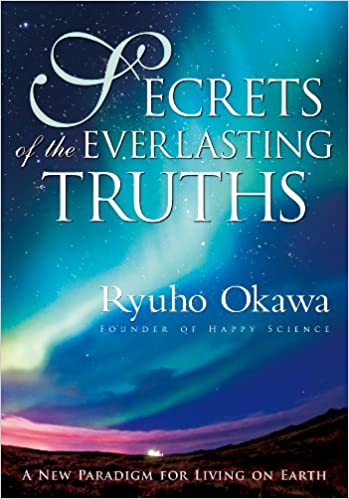 SECRETS
of the EVERLASTING
TRUTHS
Ryuho Okawa
FOUNDER OF HAPPY SCIENCE
A NEW PARADIGM FOR LIVING ON EARTH